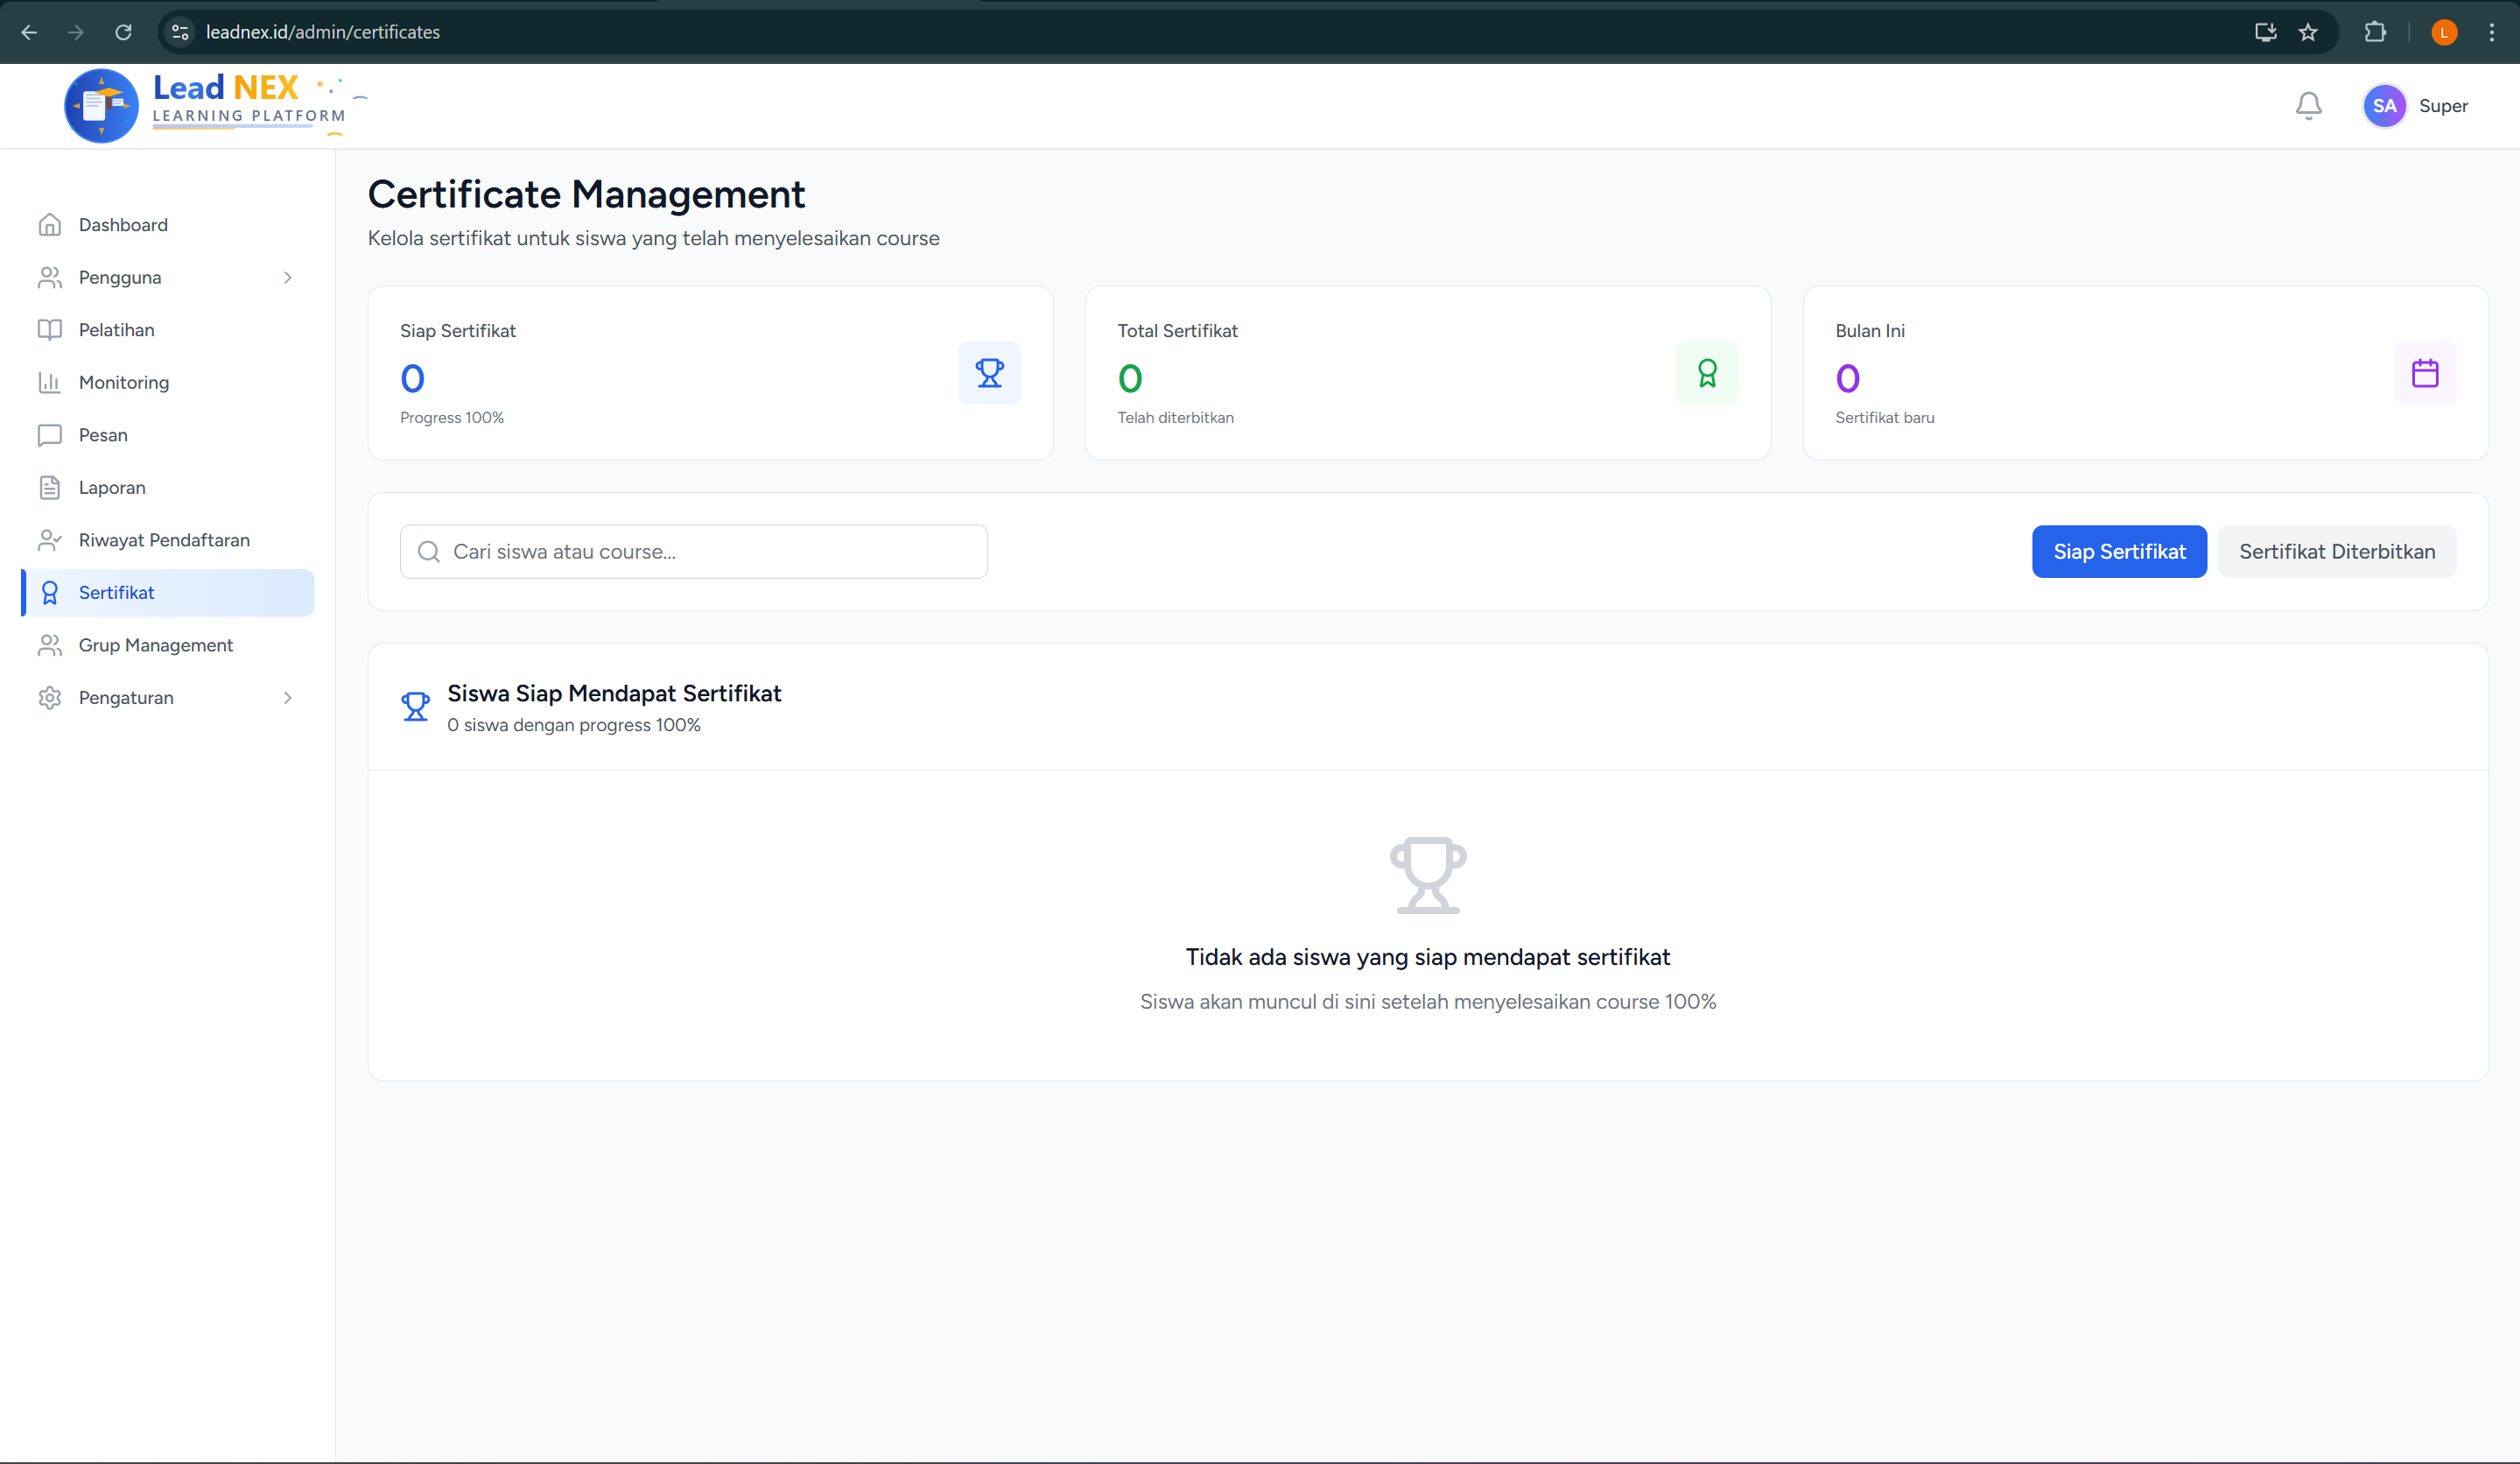 leadnex.id/admin/certificates
L
Lead NEX
LEARNING PLATFORM
SA
Super
Dashboard
Pengguna
Pelatihan
Monitoring
Pesan
Laporan
Riwayat Pendaftaran
Sertifikat
Grup Management
Pengaturan
Certificate Management
Kelola sertifikat untuk siswa yang telah menyelesaikan course
Siap Sertifikat
0
Progress 100%
Total Sertifikat
0
Telah diterbitkan
Bulan Ini
0
Sertifikat baru
Cari siswa atau course...
Siap Sertifikat
Sertifikat Diterbitkan
Siswa Siap Mendapat Sertifikat
0 siswa dengan progress 100%
Tidak ada siswa yang siap mendapat sertifikat
Siswa akan muncul di sini setelah menyelesaikan course 100%